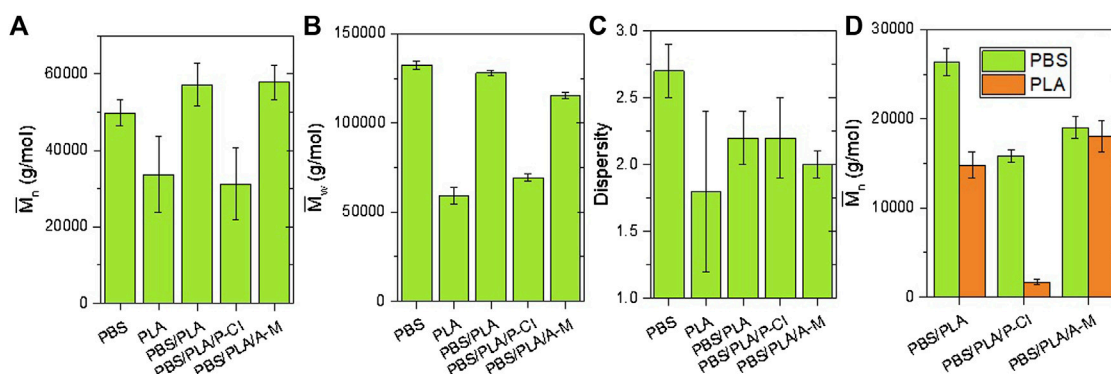 A
M̅n (g/mol)
60000
40000
20000
0
PBS
PLA
PBS/PLA
PBS/PLA/P-Cl
PBS/PLA/A-M
B
M̅w (g/mol)
150000
100000
50000
0
PBS
PLA
PBS/PLA
PBS/PLA/P-Cl
PBS/PLA/A-M
C
Dispersity
3.0
2.5
2.0
1.5
1.0
PBS
PLA
PBS/PLA
PBS/PLA/P-Cl
PBS/PLA/A-M
D
M̅n (g/mol)
30000
20000
10000
0
PBS
PLA
PBS/PLA
PBS/PLA/P-Cl
PBS/PLA/A-M